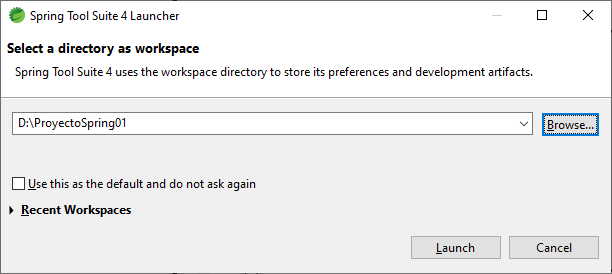 Spring Tool Suite 4 Launcher
Select a directory as workspace
Spring Tool Suite 4 uses the workspace directory to store its preferences and development artifacts.
D:\ProyectoSpring01
Browse...
Use this as the default and do not ask again
Recent Workspaces
Launch
Cancel